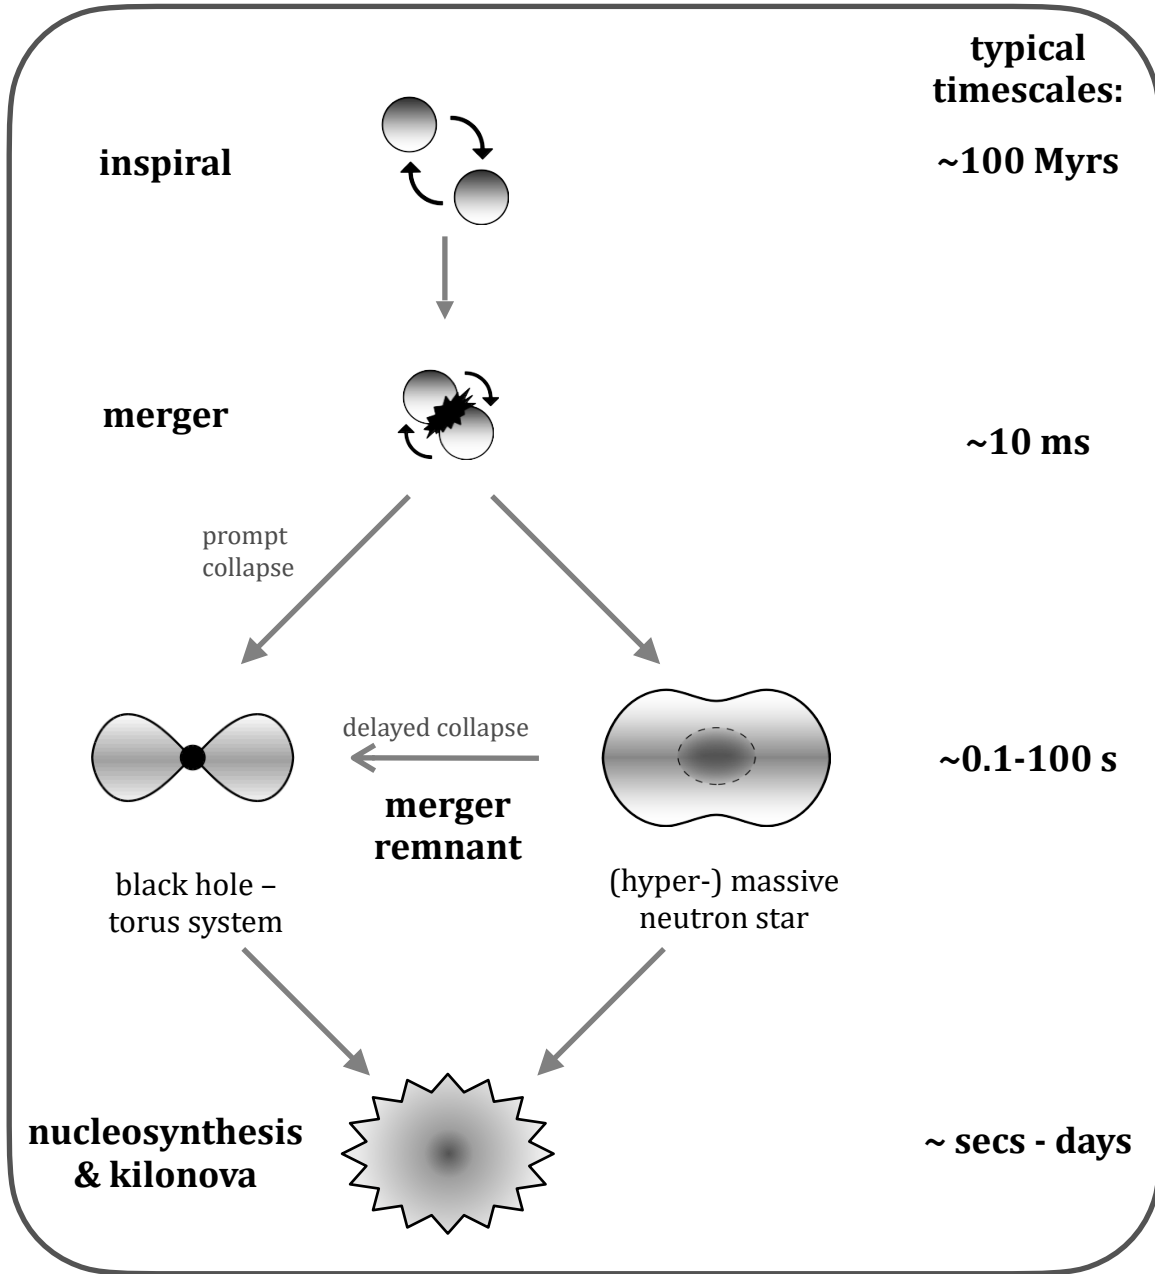 typical
timescales:
inspiral
~100 Myrs
merger
~10 ms
prompt
collapse
delayed collapse
~0.1-100 s
merger
remnant
black hole –
torus system
(hyper-) massive
neutron star
nucleosynthesis
& kilonova
~ secs - days